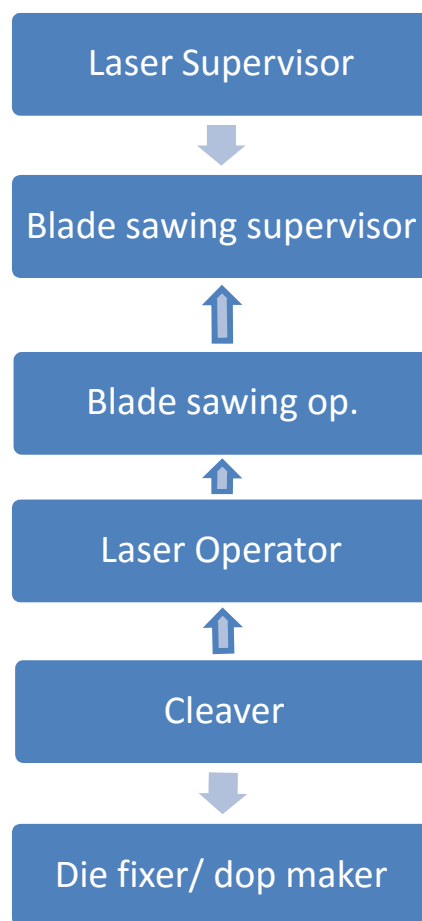 Laser Supervisor
Blade sawing supervisor
Blade sawing op.
Laser Operator
Cleaver
Die fixer/ dop maker